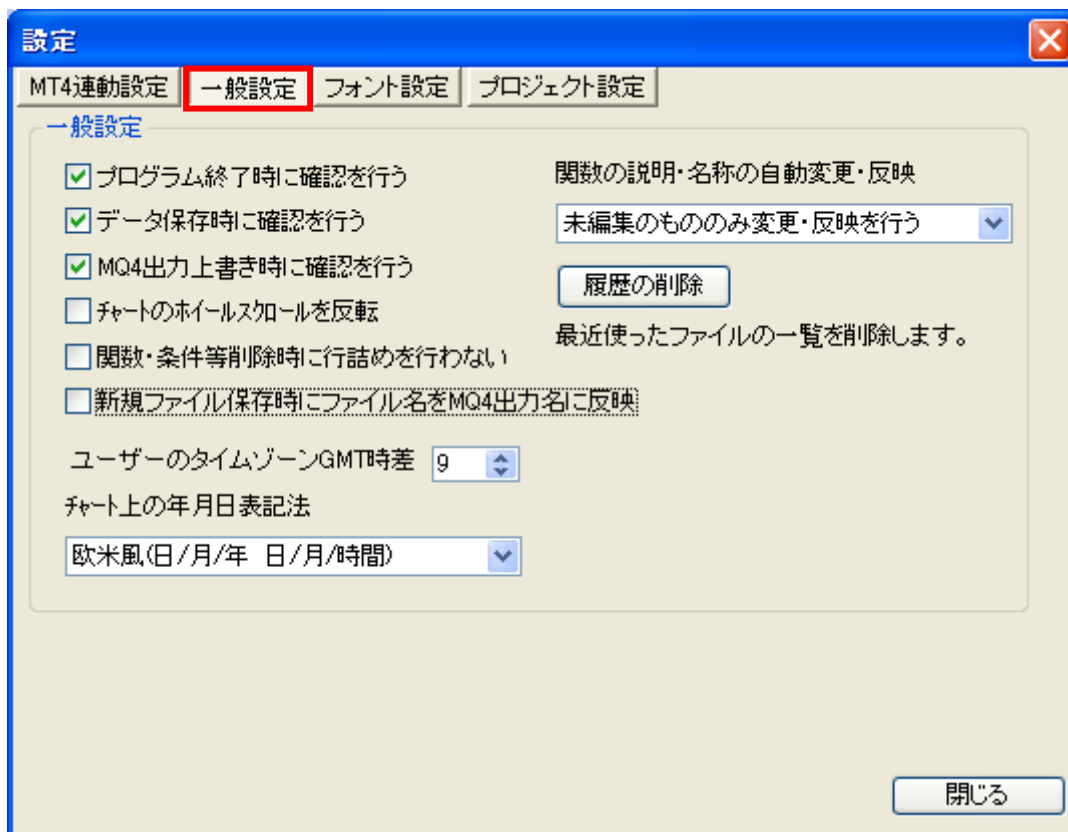 設定
MT4連動設定 一般設定 フォント設定 プロジェクト設定
一般設定
プログラム終了時に確認を行う
データ保存時に確認を行う
MQ4出力上書き時に確認を行う
チャートのホイールスクロールを反転
関数・条件等削除時に行詰めを行わない
新規ファイル保存時にファイル名をMQ4出力名に反映
ユーザーのタイムゾーンGMT時差 9
チャート上の年月日表記法
欧米風(日/月/年 日/月/時間)
関数の説明・名称の自動変更・反映
未編集のもののみ変更・反映を行う
履歴の削除
最近使ったファイルの一覧を削除します。
閉じる